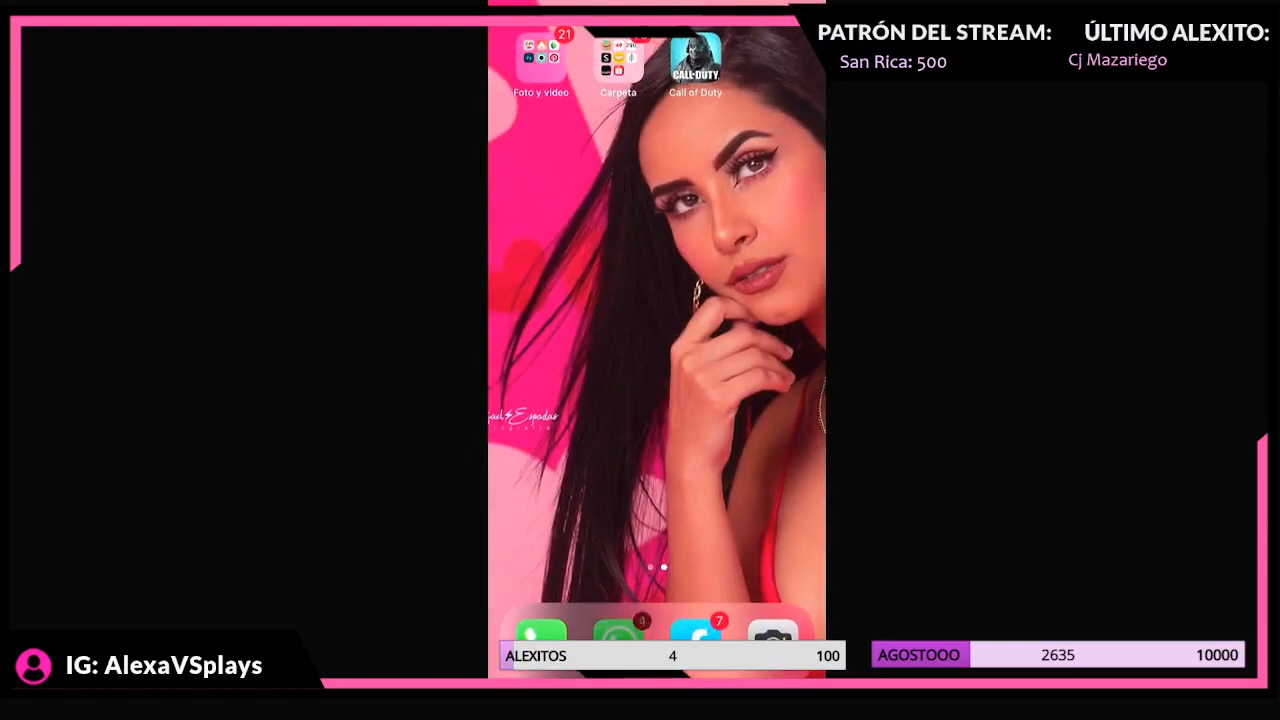 PATRÓN DEL STREAM:
San Rica: 500
ÚLTIMO ALEXITO:
Cj Mazariego
21
Foto y video
Carpeta
CALL·DUTY
Call of Duty
Espadas
4
7
ALEXITOS 4 100
AGOSTOOO 2635 10000
IG: AlexaVSplays